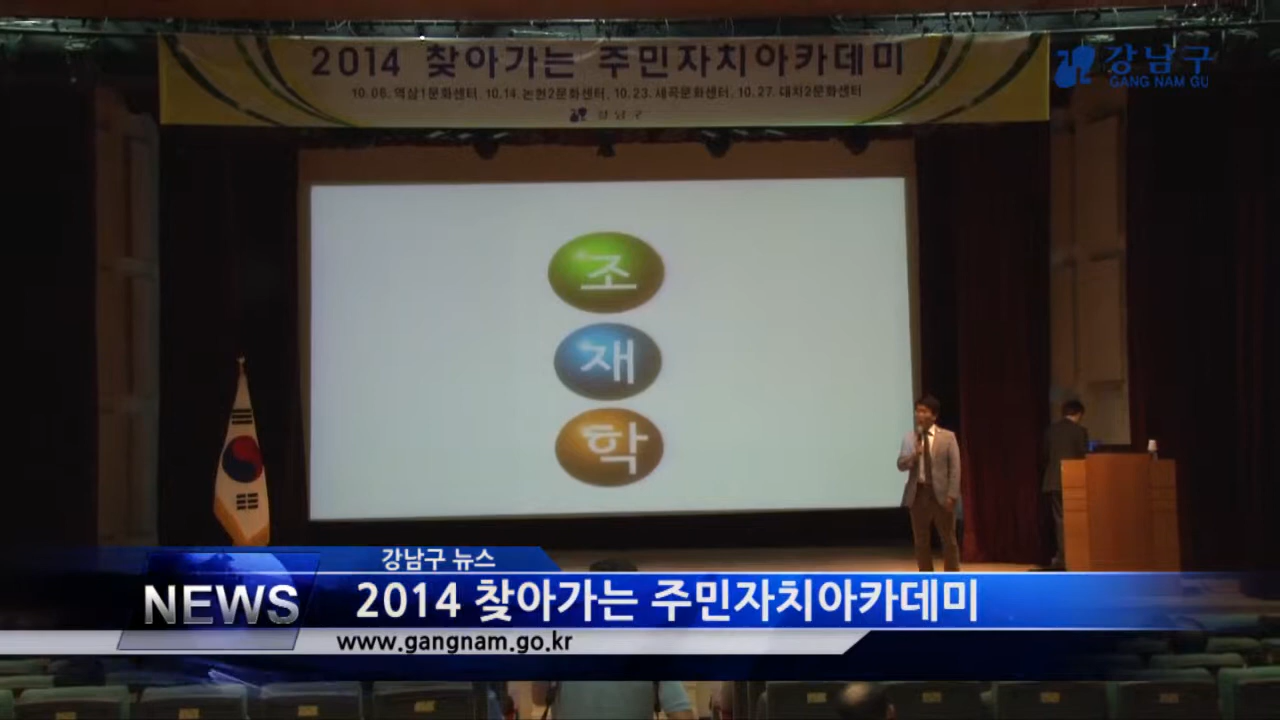 2014 찾아가는 주민자치아카데미
10.08. 역삼1문화센터, 10.14. 논현2문화센터, 10.23. 세곡문화센터, 10.27. 대치2문화센터
강남구
강남구
GANG NAM GU
조
재
학
강남구 뉴스
NEWS
2014 찾아가는 주민자치아카데미
www.gangnam.go.kr